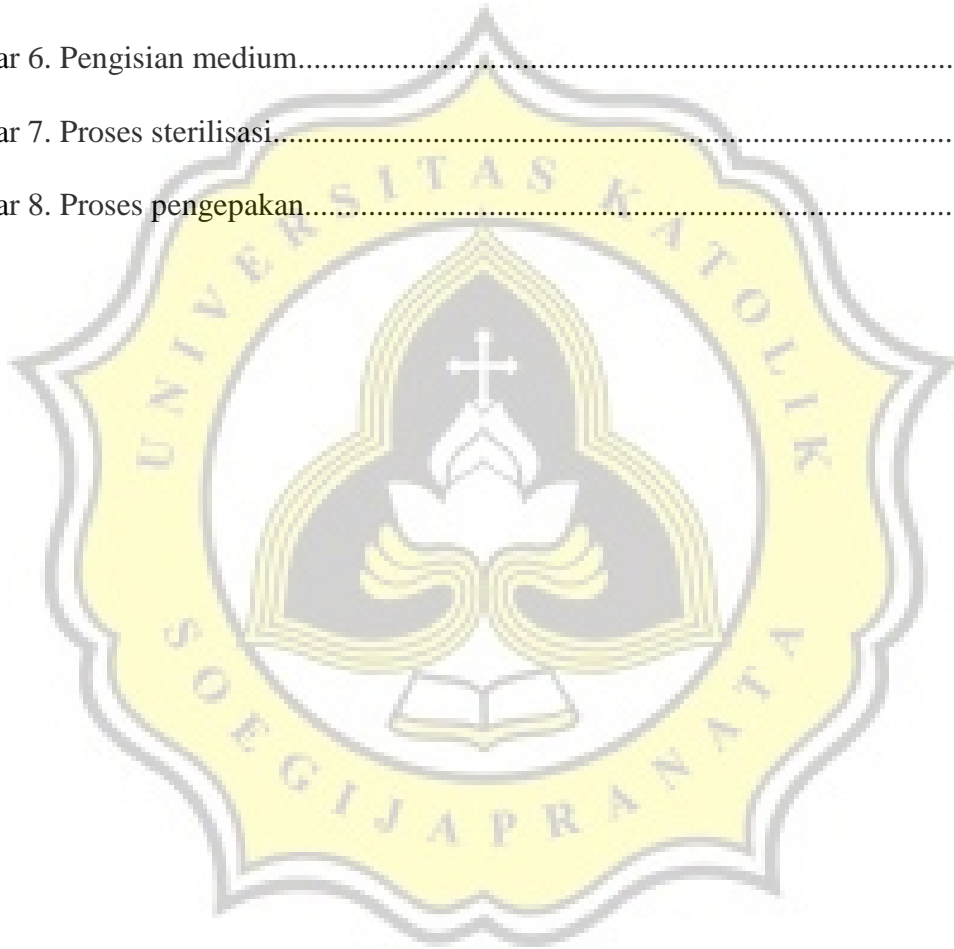 ar 6. Pengisian medium................................................................................
ar 7. Proses sterilisasi...................................................................................
ar 8. Proses pengepakan...............................................................................
UNIVERSITAS KATOLIK
SOEGIJAPRANATA